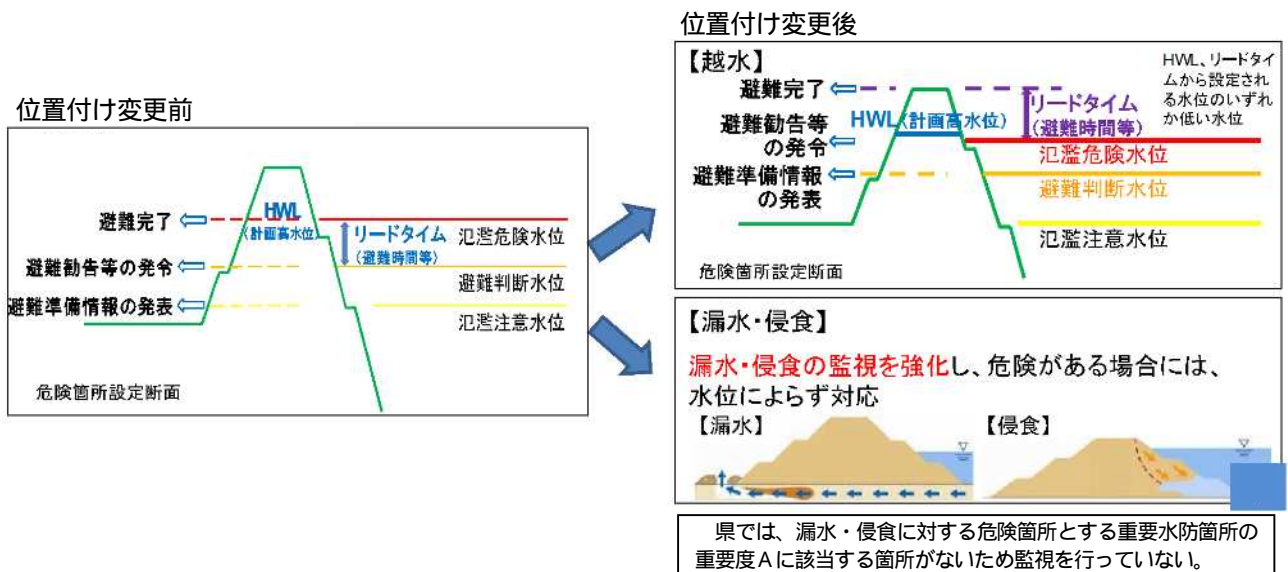 位置付け変更前
避難完了
HWL
(計画高水位)
リードタイム
(避難時間等)
氾濫危険水位
避難勧告等の発令
避難判断水位
避難準備情報の発表
氾濫注意水位
危険箇所設定断面
位置付け変更後
【越水】
避難完了
HWL、リードタイ
ムから設定され
る水位のいずれ
か低い水位
リードタイム
(避難時間等)
HWL(計画高水位)
避難勧告等
の発令
氾濫危険水位
避難準備情報
の発表
避難判断水位
氾濫注意水位
危険箇所設定断面
【漏水・侵食】
漏水・侵食の監視を強化し、危険がある場合には、
水位によらず対応
【漏水】
【侵食】
県では、漏水・侵食に対する危険箇所とする重要水防箇所の
重要度Aに該当する箇所がないため監視を行っていない。